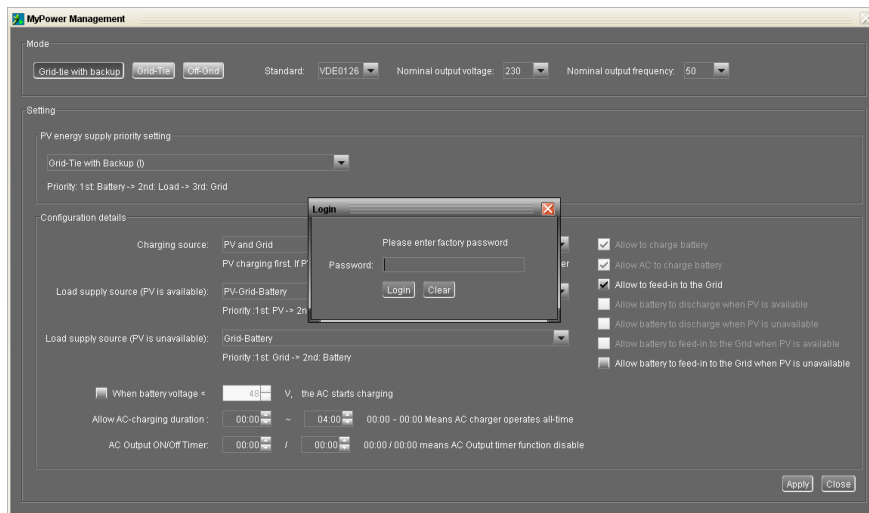 MyPower Management
Mode
Grid-tie with backup Grid-Tie Off-Grid Standard: VDE0126 Nominal output voltage: 230 Nominal output frequency: 50
Setting
PV energy supply priority setting
Grid-Tie with Backup (I)
Priority: 1st: Battery -> 2nd: Load -> 3rd: Grid
Configuration details
Login
Please enter factory password
Password:
Login Clear
Charging source: PV and Grid
PV charging first. If P er
Load supply source (PV is available): PV-Grid-Battery
Priority :1st: PV -> 2n
Load supply source (PV is unavailable): Grid-Battery
Priority :1st: Grid -> 2nd: Battery
Allow to charge battery
Allow AC to charge battery
Allow to feed-in to the Grid
Allow battery to discharge when PV is available
Allow battery to discharge when PV is unavailable
Allow battery to feed-in to the Grid when PV is available
Allow battery to feed-in to the Grid when PV is unavailable
When battery voltage < 48 V, the AC starts charging
Allow AC-charging duration : 00:00 ~ 04:00 00:00 - 00:00 Means AC charger operates all-time
AC Output ON/Off Timer: 00:00 / 00:00 00:00 / 00:00 means AC Output timer function disable
Apply Close